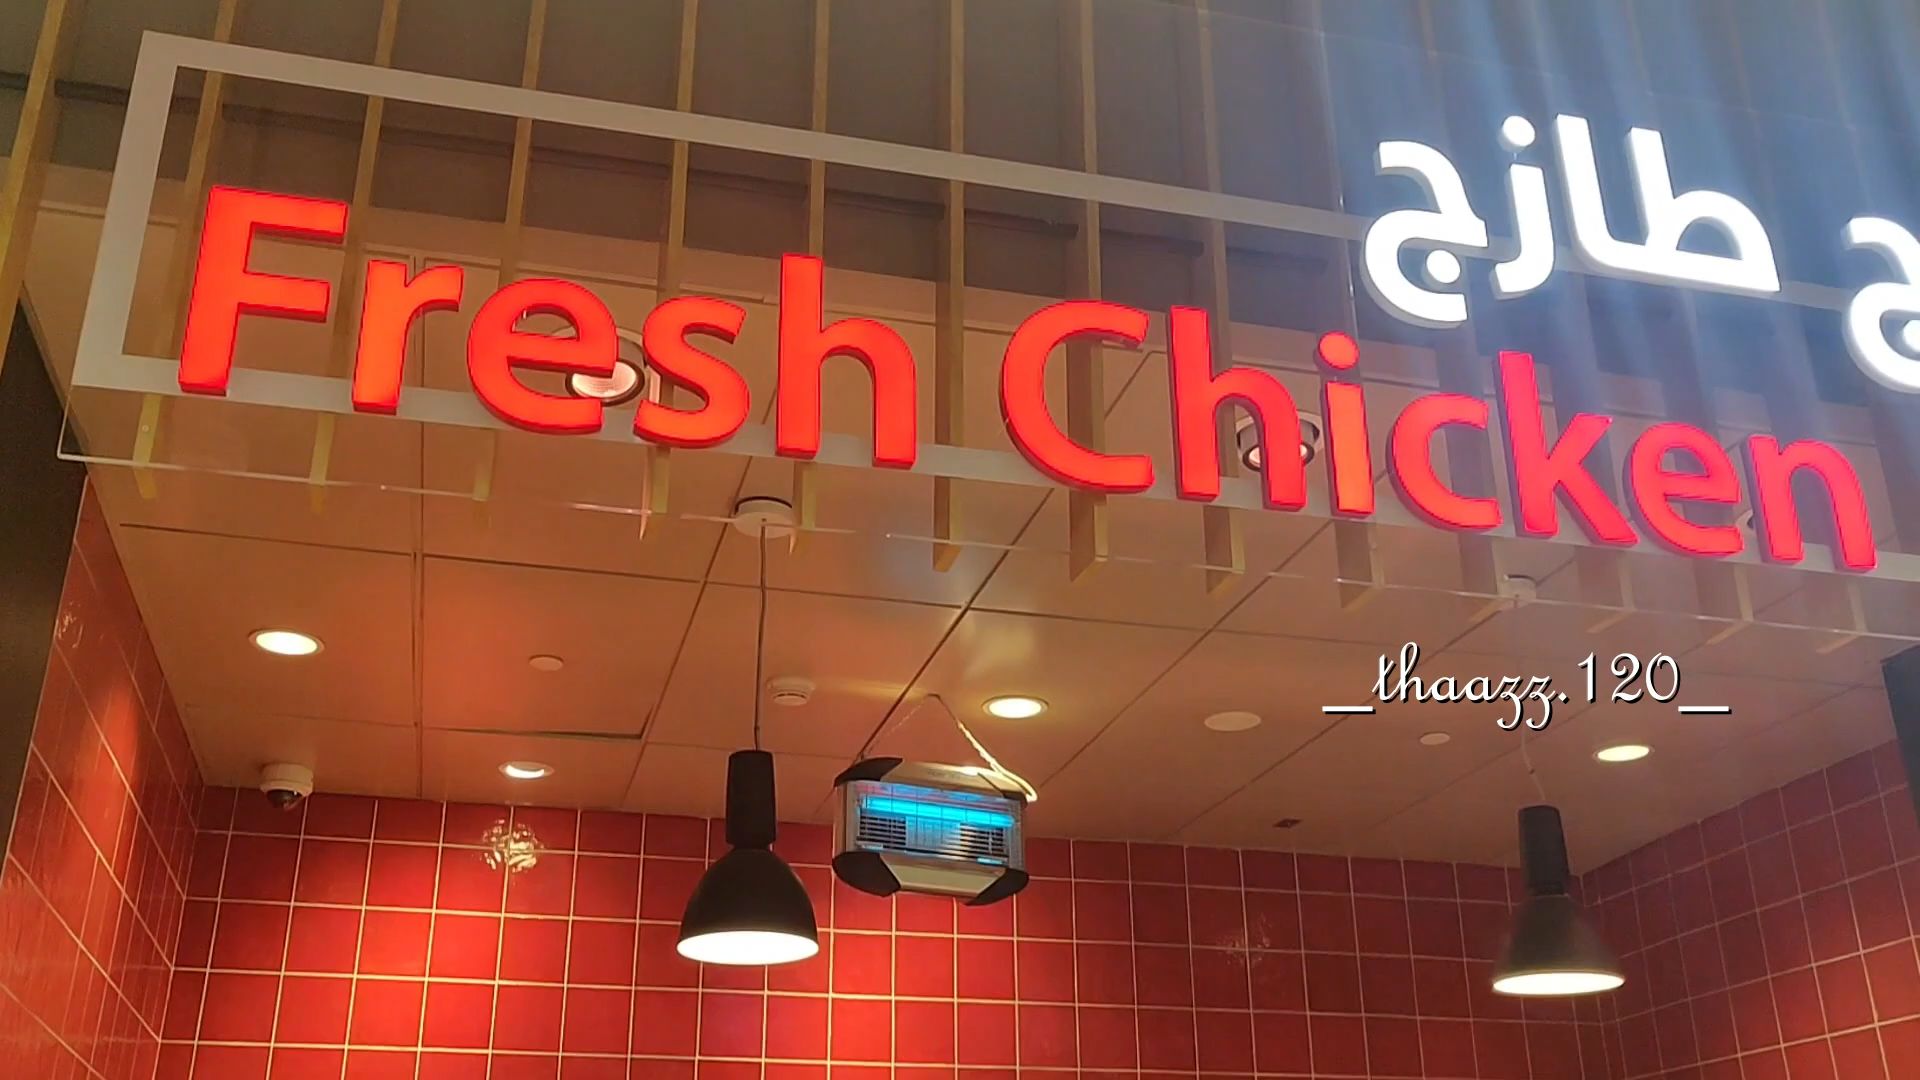 طازج
Fresh Chicken
_thaazz.120_